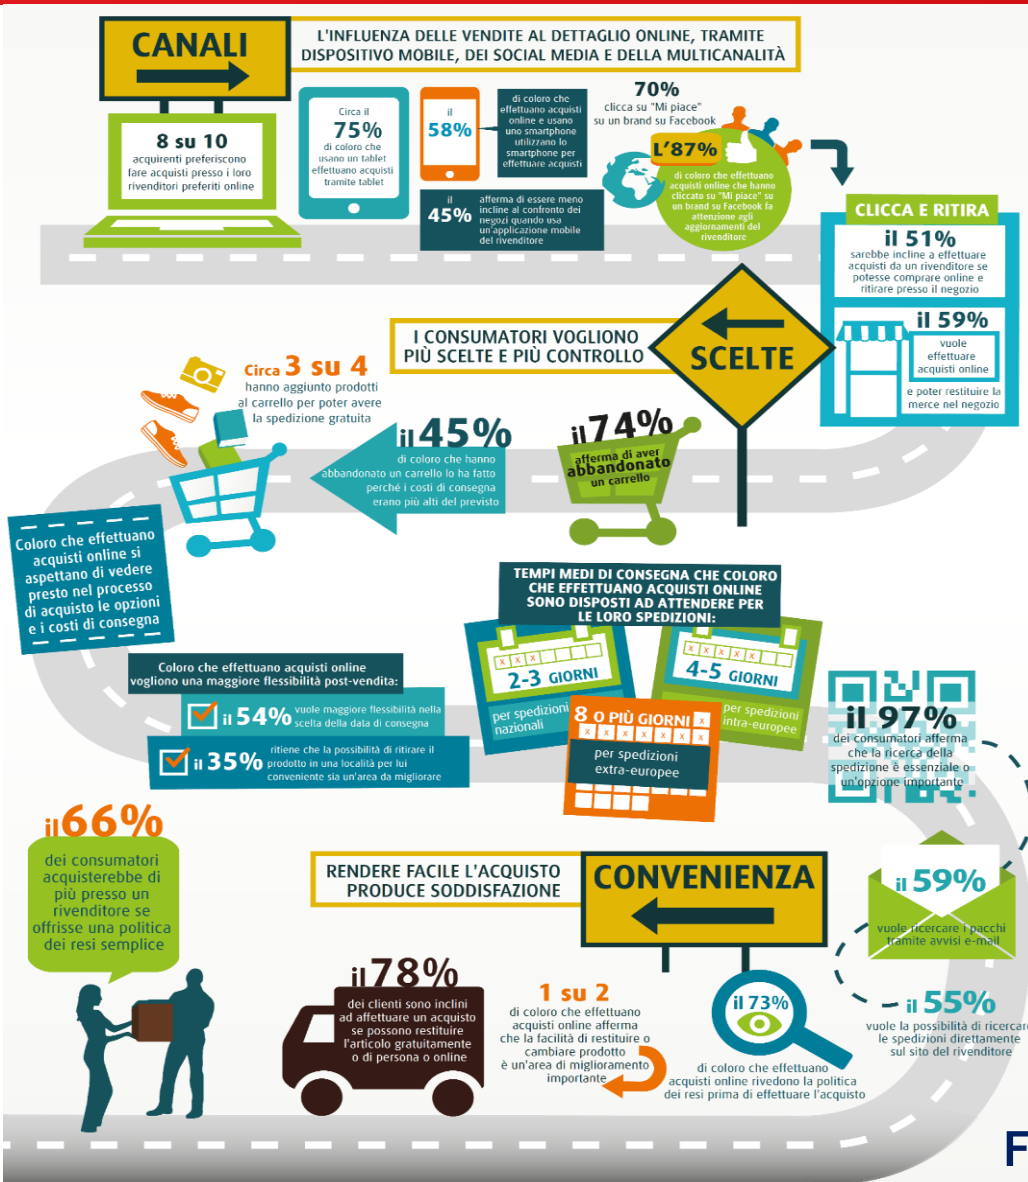 CANALI
L'INFLUENZA DELLE VENDITE AL DETTAGLIO ONLINE, TRAMITE
DISPOSITIVO MOBILE, DEI SOCIAL MEDIA E DELLA MULTICANALITÀ
8 su 10
acquirenti preferiscono
fare acquisti presso i loro
rivenditori preferiti online
Circa il
75%
di coloro che
usano un tablet
effettuano acquisti
tramite tablet
il
58%
di coloro che
effettuano acquisti
online e usano
uno smartphone
utilizzano lo
smartphone per
effettuare acquisti
il
45%
afferma di essere meno
incline al confronto dei
negozi quando usa
un'applicazione mobile
del rivenditore
70%
clicca su "Mi piace"
su un brand su Facebook
L'87%
di coloro che effettuano
acquisti online che hanno
cliccato su "Mi piace" su
un brand su Facebook fa
attenzione agli
aggiornamenti del
rivenditore
CLICCA E RITIRA
il 51%
sarebbe incline a effettuare
acquisti da un rivenditore se
potesse comprare online e
ritirare presso il negozio
il 59%
vuole
effettuare
acquisti online
e poter restituire la
merce nel negozio
SCELTE
I CONSUMATORI VOGLIONO
PIÙ SCELTE E PIÙ CONTROLLO
il 74%
afferma di aver
abbandonato
un carrello
il 45%
di coloro che hanno
abbandonato un carrello lo ha fatto
perché i costi di consegna
erano più alti del previsto
Circa 3 su 4
hanno aggiunto prodotti
al carrello per poter avere
la spedizione gratuita
Coloro che effettuano
acquisti online si
aspettano di vedere
presto nel processo
di acquisto le opzioni
e i costi di consegna
TEMPI MEDI DI CONSEGNA CHE COLORO
CHE EFFETTUANO ACQUISTI ONLINE
SONO DISPOSTI AD ATTENDERE PER
LE LORO SPEDIZIONI:
2-3 GIORNI
per spedizioni
nazionali
4-5 GIORNI
per spedizioni
intra-europee
8 O PIÙ GIORNI
per spedizioni
extra-europee
Coloro che effettuano acquisti online
vogliono una maggiore flessibilità post-vendita:
il 54% vuole maggiore flessibilità nella
scelta della data di consegna
il 35% ritiene che la possibilità di ritirare il
prodotto in una località per lui
conveniente sia un'area da migliorare
il 97%
dei consumatori afferma
che la ricerca della
spedizione è essenziale o
un'opzione importante
il 59%
vuole ricercare i pacchi
tramite avvisi e-mail
il 55%
vuole la possibilità di ricercare
le spedizioni direttamente
sul sito del rivenditore
CONVENIENZA
RENDERE FACILE L'ACQUISTO
PRODUCE SODDISFAZIONE
il 73%
di coloro che effettuano
acquisti online rivedono la politica
dei resi prima di effettuare l'acquisto
1 su 2
di coloro che effettuano
acquisti online afferma
che la facilità di restituire o
cambiare prodotto
è un'area di miglioramento
importante
il 78%
dei clienti sono inclini
ad affettuare un acquisto
se possono restituire
l'articolo gratuitamente
o di persona o online
il 66%
dei consumatori
acquisterebbe di
più presso un
rivenditore se
offrisse una politica
dei resi semplice
F